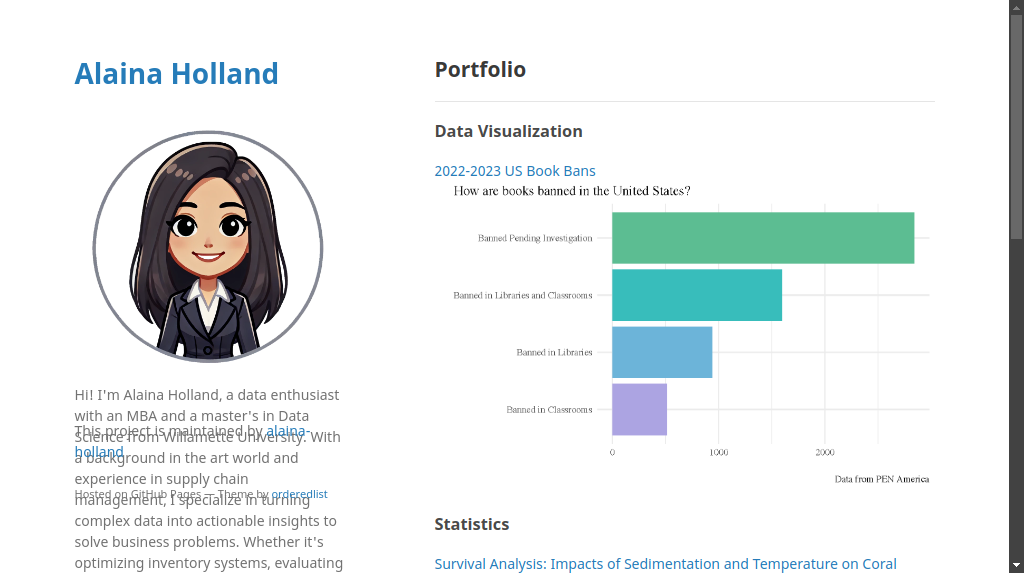 Alaina Holland
Hi! I'm Alaina Holland, a data enthusiast
with an MBA and a master's in Data
Science from Willamette University. With
a background in the art world and
experience in supply chain
management, I specialize in turning
complex data into actionable insights to
solve business problems. Whether it's
optimizing inventory systems, evaluating
This project is maintained by alaina-
holland
Hosted on GitHub Pages — Theme by orderedlist
Portfolio
Data Visualization
2022-2023 US Book Bans
How are books banned in the United States?
Banned Pending Investigation
Banned in Libraries and Classrooms
Banned in Libraries
Banned in Classrooms
0 1000 2000
Data from PEN America
Statistics
Survival Analysis: Impacts of Sedimentation and Temperature on Coral